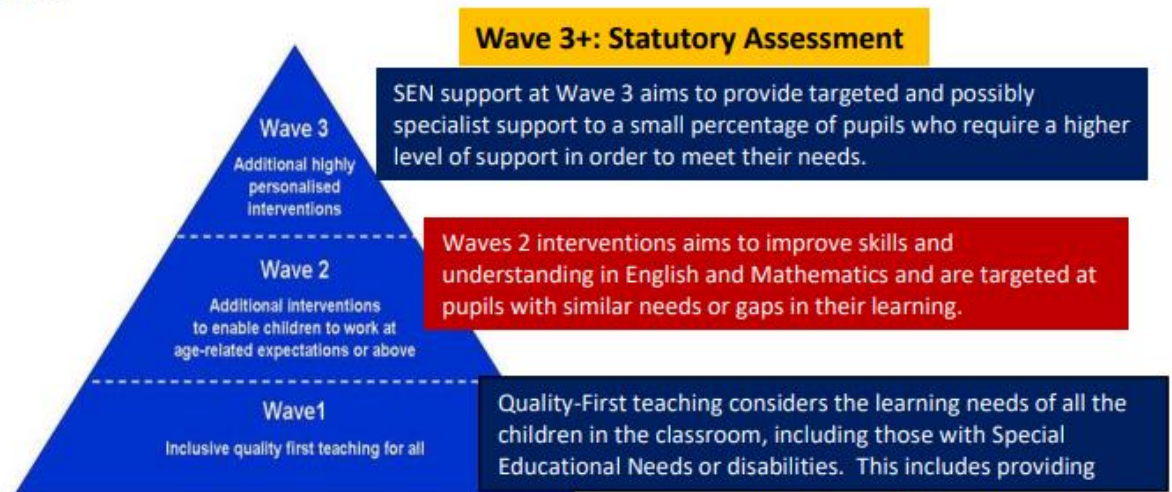 Wave 3+: Statutory Assessment
Wave 3
Additional highly
personalised
interventions
SEN support at Wave 3 aims to provide targeted and possibly
specialist support to a small percentage of pupils who require a higher
level of support in order to meet their needs.
Wave 2
Additional interventions
to enable children to work at
age-related expectations or above
Waves 2 interventions aims to improve skills and
understanding in English and Mathematics and are targeted at
pupils with similar needs or gaps in their learning.
Wave1
Inclusive quality first teaching for all
Quality-First teaching considers the learning needs of all the
children in the classroom, including those with Special
Educational Needs or disabilities. This includes providing